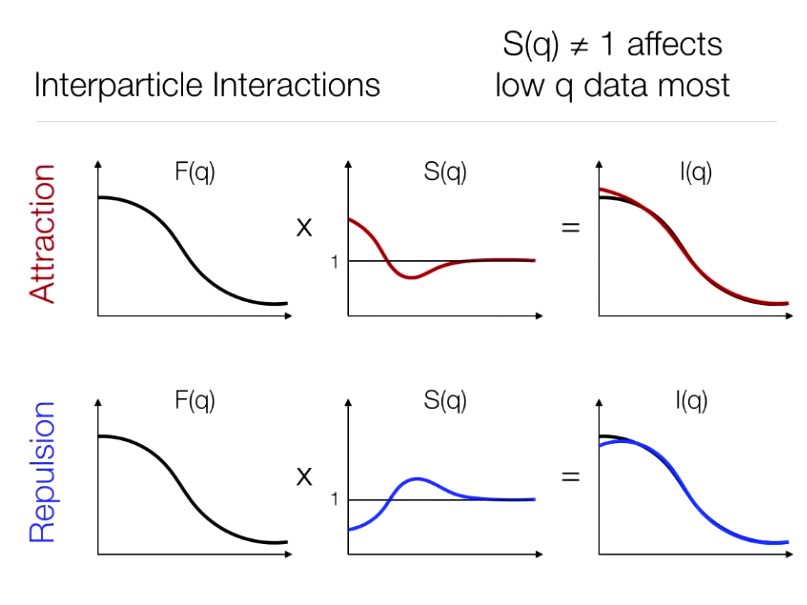 Interparticle Interactions
S(q) ≠ 1 affects
low q data most
Attraction
F(q)
x
S(q)
1
=
I(q)
Repulsion
F(q)
x
S(q)
1
=
I(q)